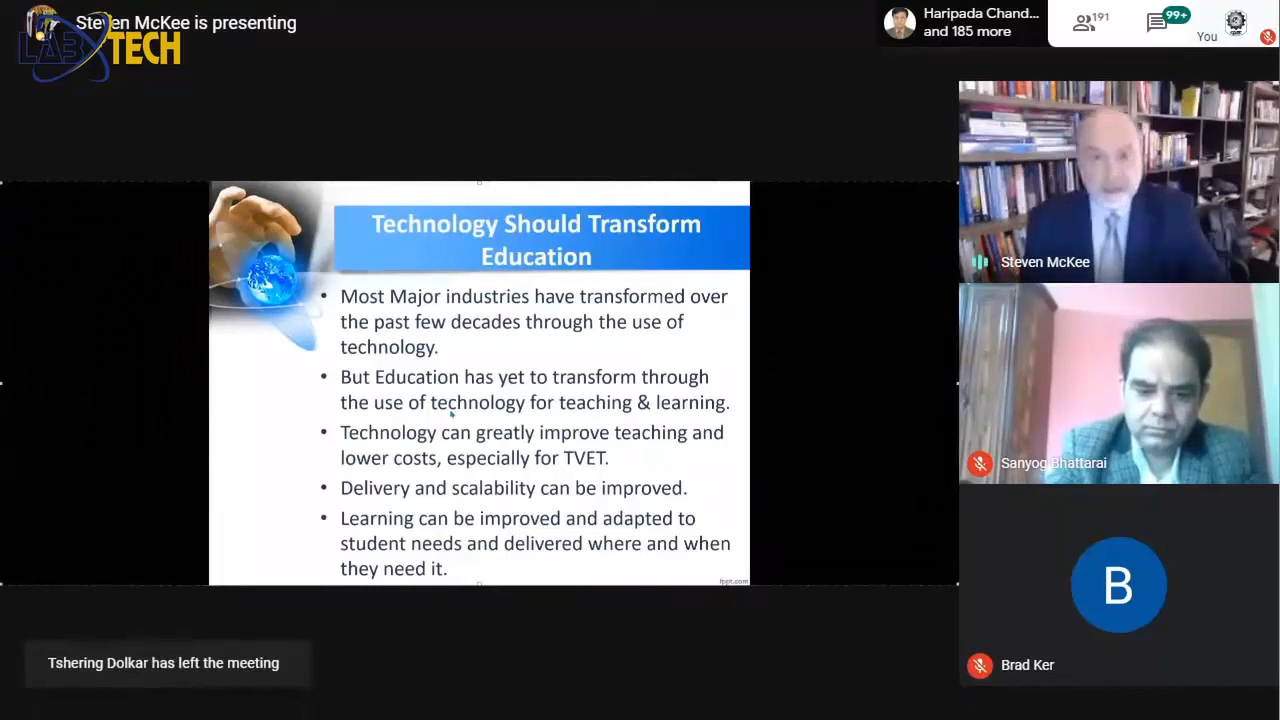 Steven McKee is presenting
LABTECH
Haripada Chand...
and 185 more
191
99+
You
Technology Should Transform
Education
• Most Major industries have transformed over
the past few decades through the use of
technology.
• But Education has yet to transform through
the use of technology for teaching & learning.
• Technology can greatly improve teaching and
lower costs, especially for TVET.
• Delivery and scalability can be improved.
• Learning can be improved and adapted to
student needs and delivered where and when
they need it.
fppt.com
Steven McKee
Sanyog Bhattarai
B
Brad Ker
Tshering Dolkar has left the meeting